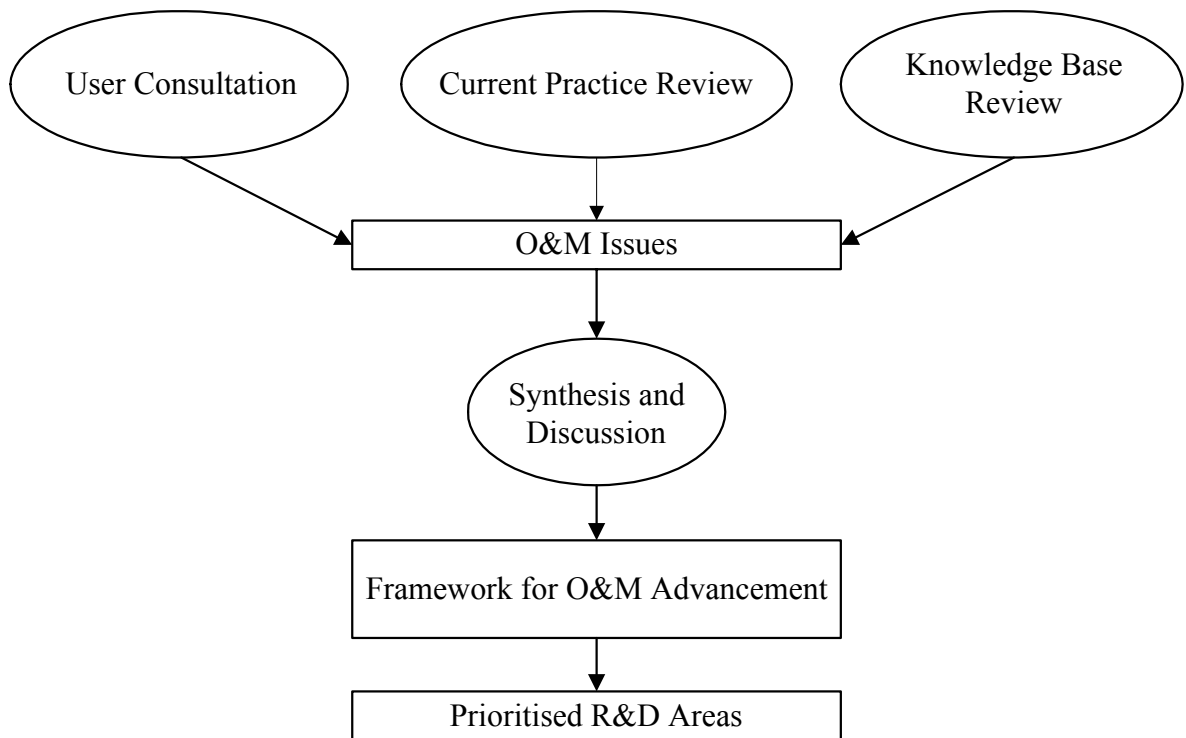 User Consultation
Current Practice Review
Knowledge Base
Review
O&M Issues
Synthesis and
Discussion
Framework for O&M Advancement
Prioritised R&D Areas